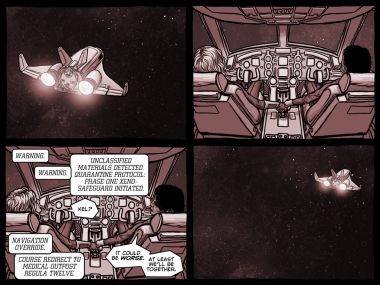 WARNING.
WARNING.
UNCLASSIFIED
MATERIALS DETECTED.
QUARANTINE PROTOCOL:
PHASE ONE XENO-
SAFEGUARD INITIATED.
KEL?
NAVIGATION
OVERRIDE.
COURSE REDIRECT TO
MEDICAL OUTPOST
REGULA TWELVE.
IT COULD
BE WORSE.
AT LEAST
WE'LL BE
TOGETHER.